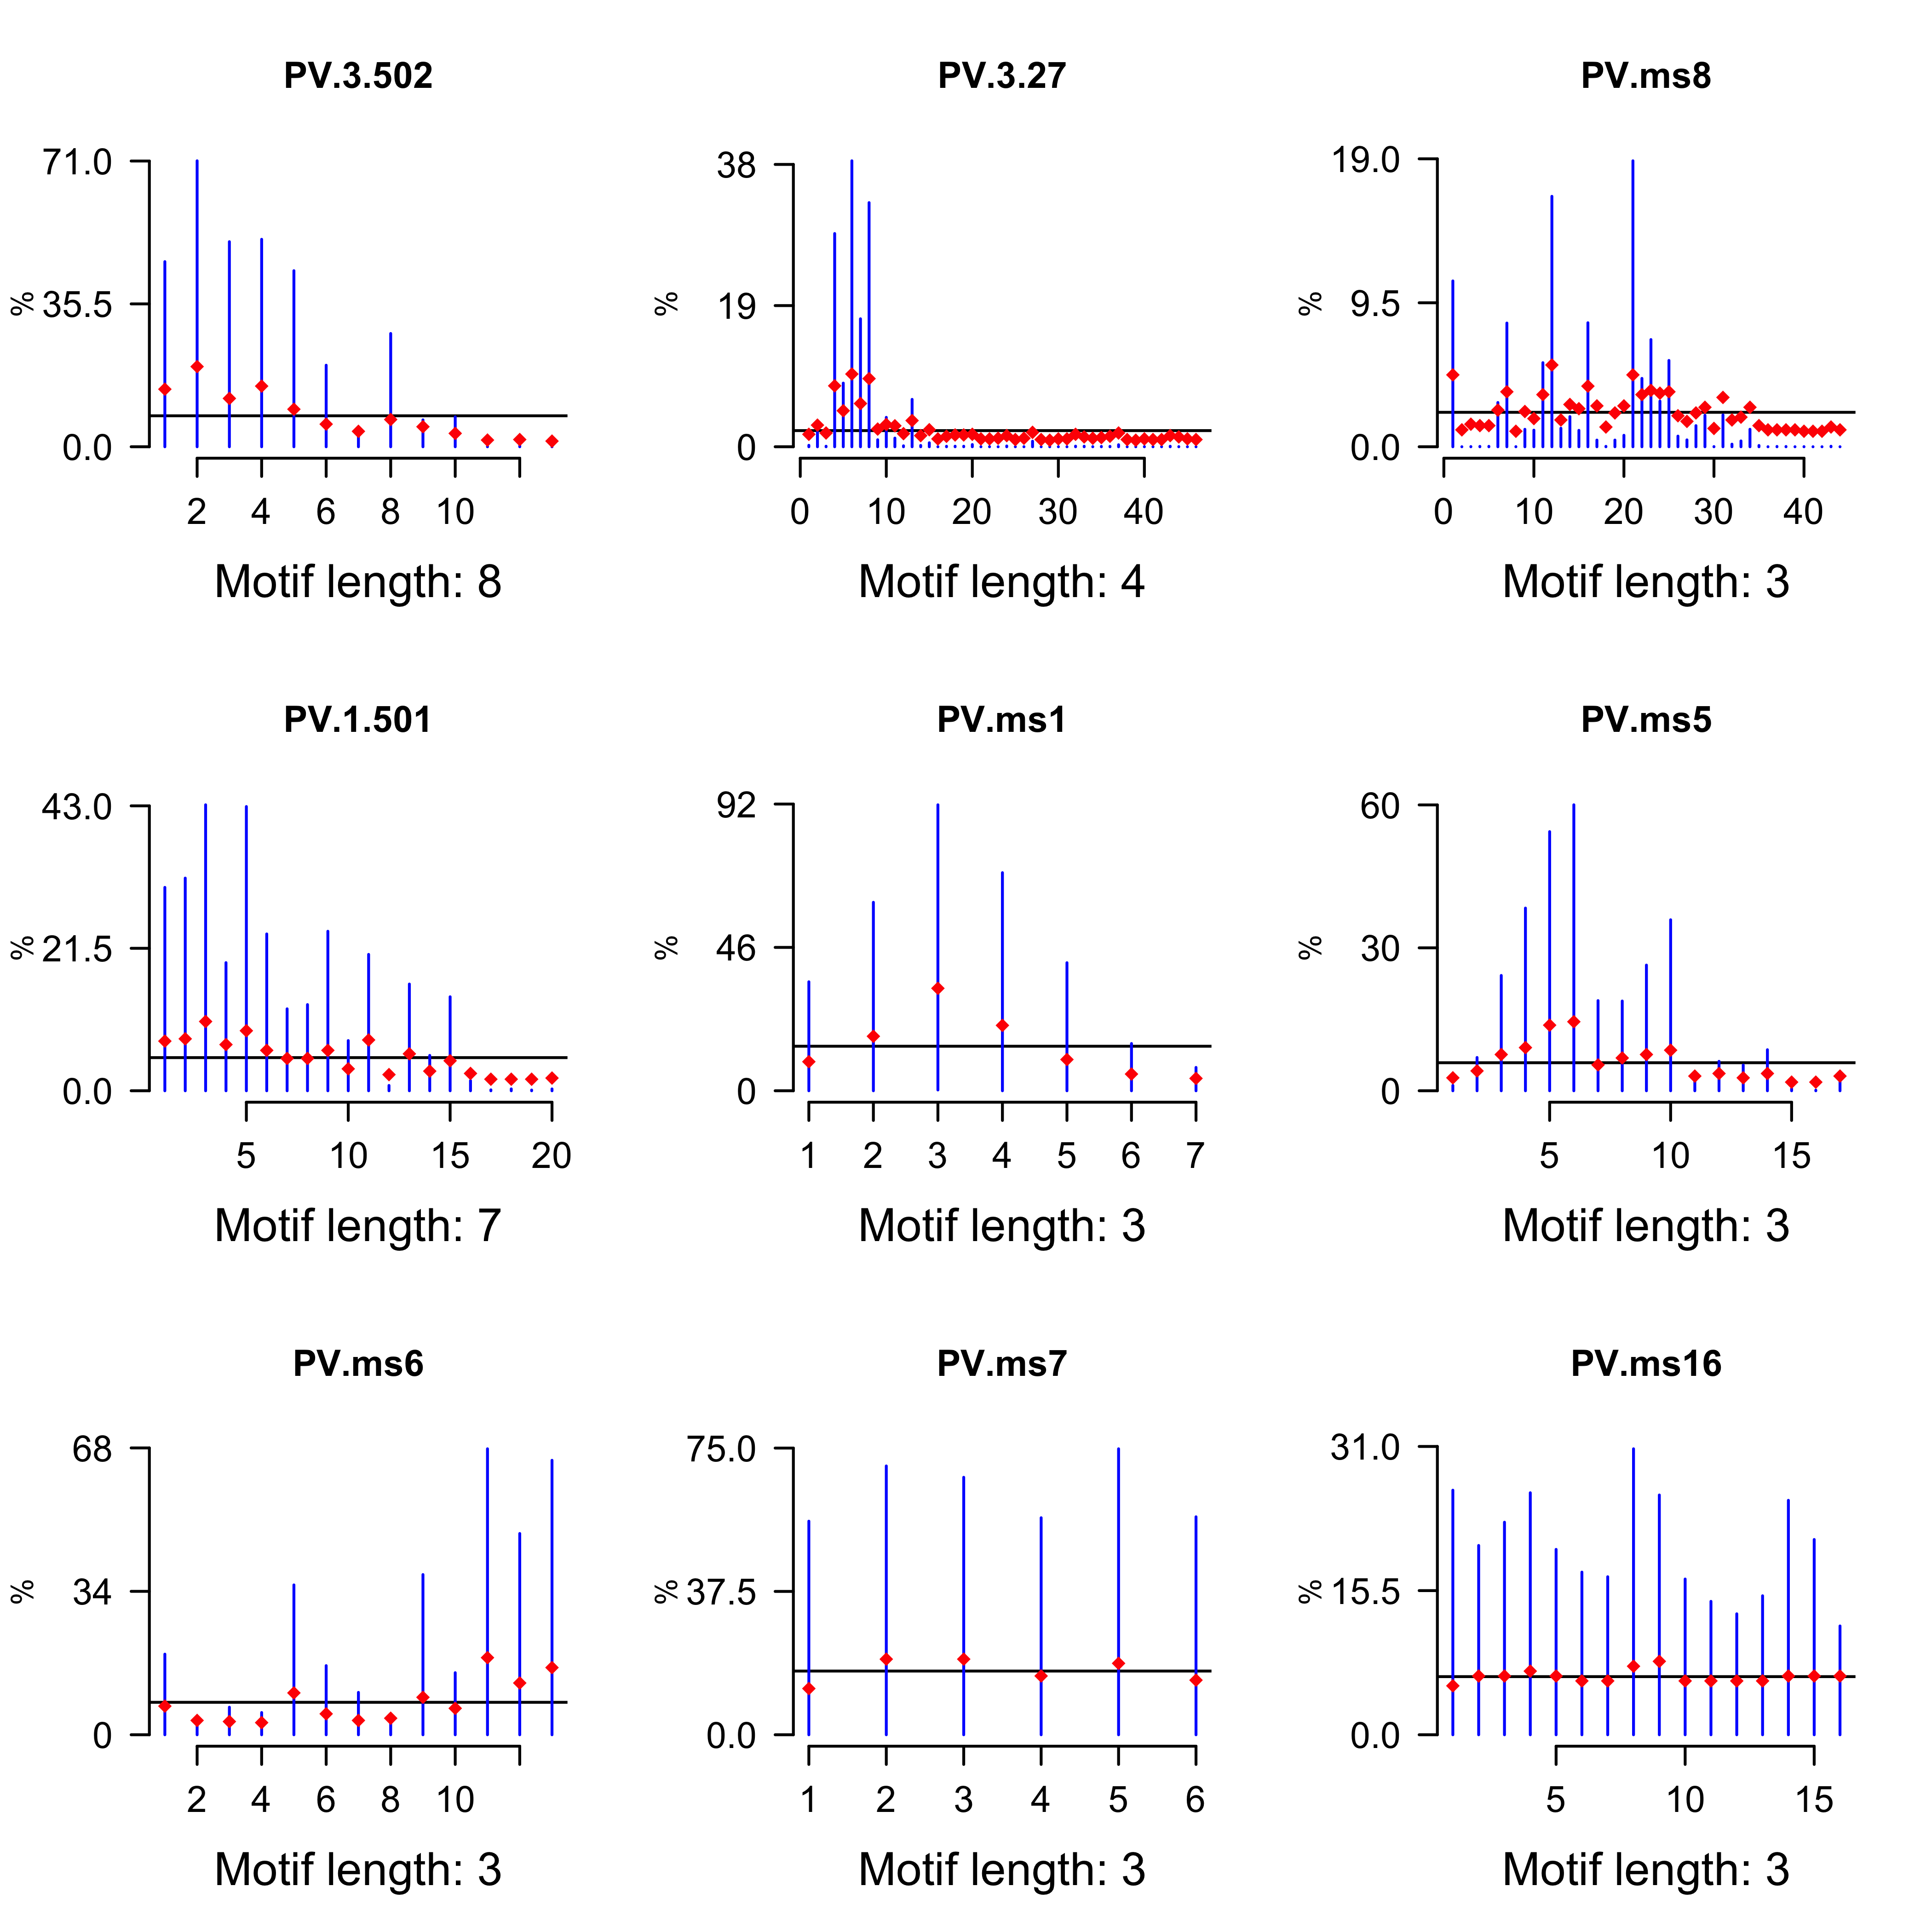 PV.3.502
71.0
35.5
0.0
%
2 4 6 8 10
Motif length: 8
PV.3.27
38
19
0
%
0 10 20 30 40
Motif length: 4
PV.ms8
19.0
9.5
0.0
%
0 10 20 30 40
Motif length: 3
PV.1.501
43.0
21.5
0.0
%
5 10 15 20
Motif length: 7
PV.ms1
92
46
0
%
1 2 3 4 5 6 7
Motif length: 3
PV.ms5
60
30
0
%
5 10 15
Motif length: 3
PV.ms6
68
34
0
%
2 4 6 8 10
Motif length: 3
PV.ms7
75.0
37.5
0.0
%
1 2 3 4 5 6
Motif length: 3
PV.ms16
31.0
15.5
0.0
%
5 10 15
Motif length: 3